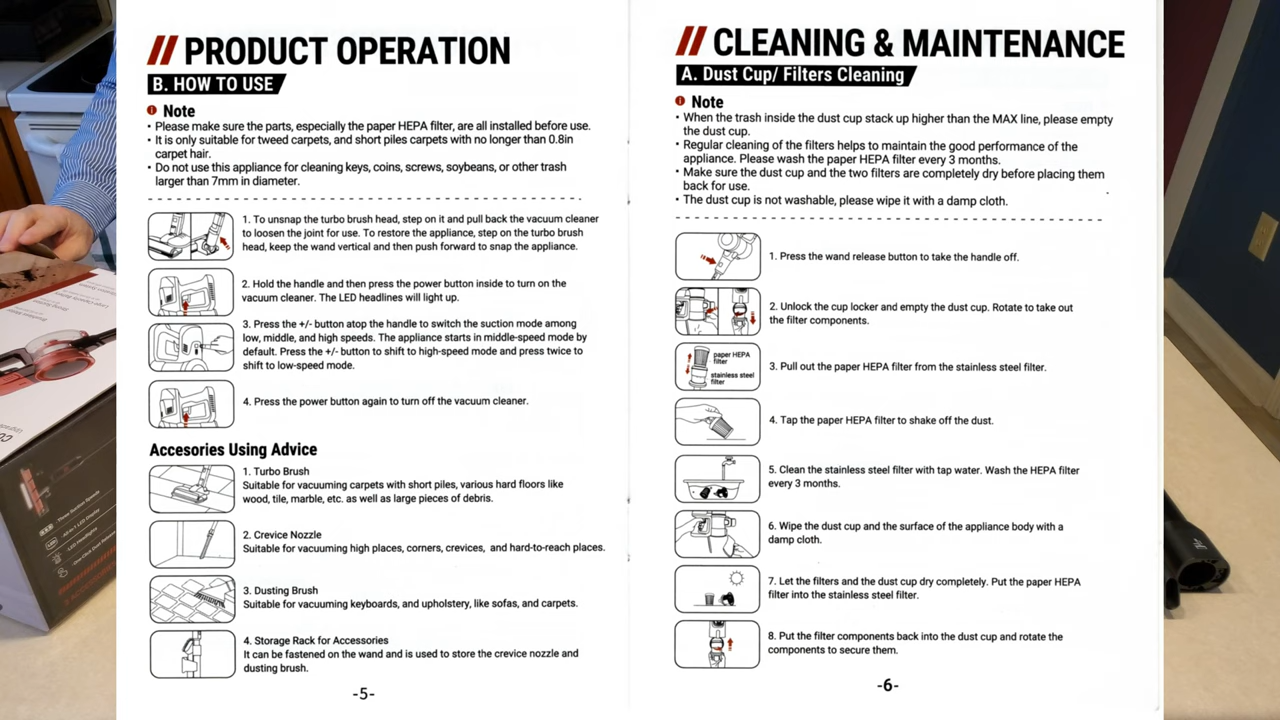 // PRODUCT OPERATION
B. HOW TO USE
Note
• Please make sure the parts, especially the paper HEPA filter, are all installed before use.
• It is only suitable for tweed carpets, and short piles carpets with no longer than 0.8in
carpet hair.
• Do not use this appliance for cleaning keys, coins, screws, soybeans, or other trash
larger than 7mm in diameter.
1. To unsnap the turbo brush head, step on it and pull back the vacuum cleaner
to loosen the joint for use. To restore the appliance, step on the turbo brush
head, keep the wand vertical and then push forward to snap the appliance.
2. Hold the handle and then press the power button inside to turn on the
vacuum cleaner. The LED headlines will light up.
3. Press the +/- button atop the handle to switch the suction mode among
low, middle, and high speeds. The appliance starts in middle-speed mode by
default. Press the +/- button to shift to high-speed mode and press twice to
shift to low-speed mode.
4. Press the power button again to turn off the vacuum cleaner.
Accesories Using Advice
1. Turbo Brush
Suitable for vacuuming carpets with short piles, various hard floors like
wood, tile, marble, etc. as well as large pieces of debris.
2. Crevice Nozzle
Suitable for vacuuming high places, corners, crevices, and hard-to-reach places.
3. Dusting Brush
Suitable for vacuuming keyboards, and upholstery, like sofas, and carpets.
4. Storage Rack for Accessories
It can be fastened on the wand and is used to store the crevice nozzle and
dusting brush.
-5-
// CLEANING & MAINTENANCE
A. Dust Cup/ Filters Cleaning
Note
• When the trash inside the dust cup stack up higher than the MAX line, please empty
the dust cup.
• Regular cleaning of the filters helps to maintain the good performance of the
appliance. Please wash the paper HEPA filter every 3 months.
• Make sure the dust cup and the two filters are completely dry before placing them
back for use.
• The dust cup is not washable, please wipe it with a damp cloth.
1. Press the wand release button to take the handle off.
2. Unlock the cup locker and empty the dust cup. Rotate to take out
the filter components.
paper HEPA
filter
stainless steel
filter
3. Pull out the paper HEPA filter from the stainless steel filter.
4. Tap the paper HEPA filter to shake off the dust.
5. Clean the stainless steel filter with tap water. Wash the HEPA filter
every 3 months.
6. Wipe the dust cup and the surface of the appliance body with a
damp cloth.
7. Let the filters and the dust cup dry completely. Put the paper HEPA
filter into the stainless steel filter.
8. Put the filter components back into the dust cup and rotate the
components to secure them.
-6-